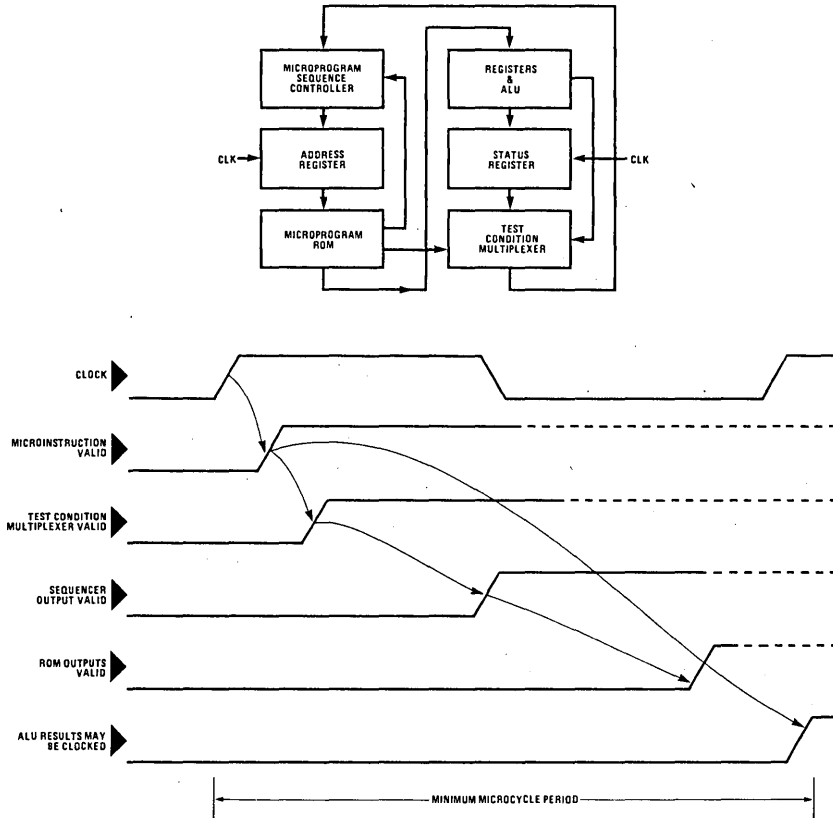 MICROPROGRAM
SEQUENCE
CONTROLLER
REGISTERS
&
ALU
CLK
ADDRESS
REGISTER
STATUS
REGISTER
CLK
MICROPROGRAM
ROM
TEST
CONDITION
MULTIPLEXER
CLOCK
MICROINSTRUCTION
VALID
TEST CONDITION
MULTIPLEXER VALID
SEQUENCER
OUTPUT VALID
ROM OUTPUTS
VALID
ALU RESULTS MAY
BE CLOCKED
MINIMUM MICROCYCLE PERIOD